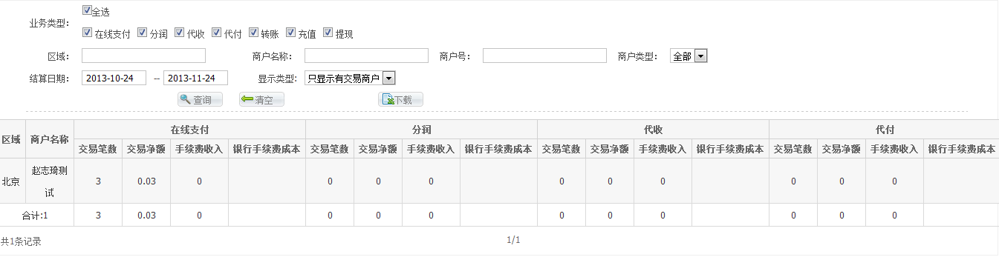 业务类型： 全选
在线支付 分润 代收 代付 转账 充值 提现
区域： 商户名称： 商户号： 商户类型： 全部
结算日期： 2013-10-24 -- 2013-11-24 显示类型： 只显示有交易商户
查询 清空 下载
区域 商户名称 在线支付 分润 代收 代付
交易笔数 交易净额 手续费收入 银行手续费成本 交易笔数 交易净额 手续费收入 银行手续费成本 交易笔数 交易净额 手续费收入 银行手续费成本 交易笔数 交易净额 手续费收入 银行手续费成本
北京 赵志琦测 3 0.03 0 0 0 0 0 0 0 0 0 0
试
合计:1 3 0.03 0 0 0 0 0 0 0 0 0 0
共1条记录 1/1